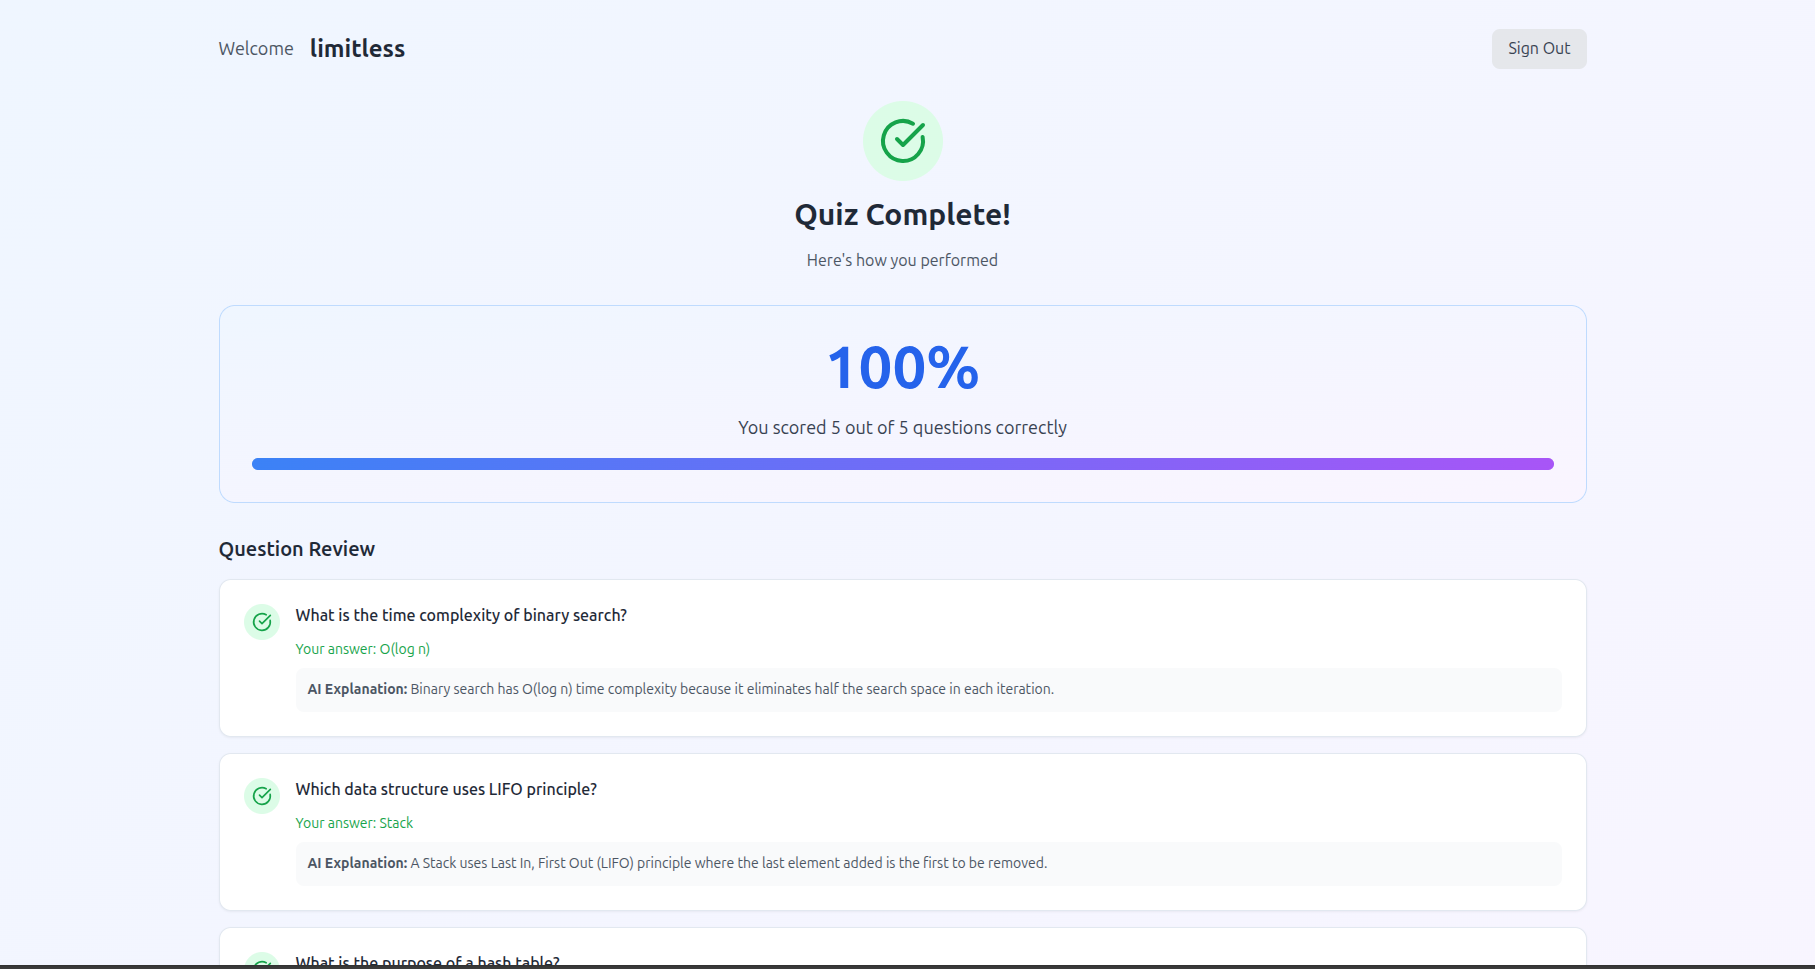 Welcome limitless
Sign Out
Quiz Complete!
Here's how you performed
100%
You scored 5 out of 5 questions correctly
Question Review
What is the time complexity of binary search?
Your answer: O(log n)
AI Explanation: Binary search has O(log n) time complexity because it eliminates half the search space in each iteration.
Which data structure uses LIFO principle?
Your answer: Stack
AI Explanation: A Stack uses Last In, First Out (LIFO) principle where the last element added is the first to be removed.
What is the purpose of a hash table?